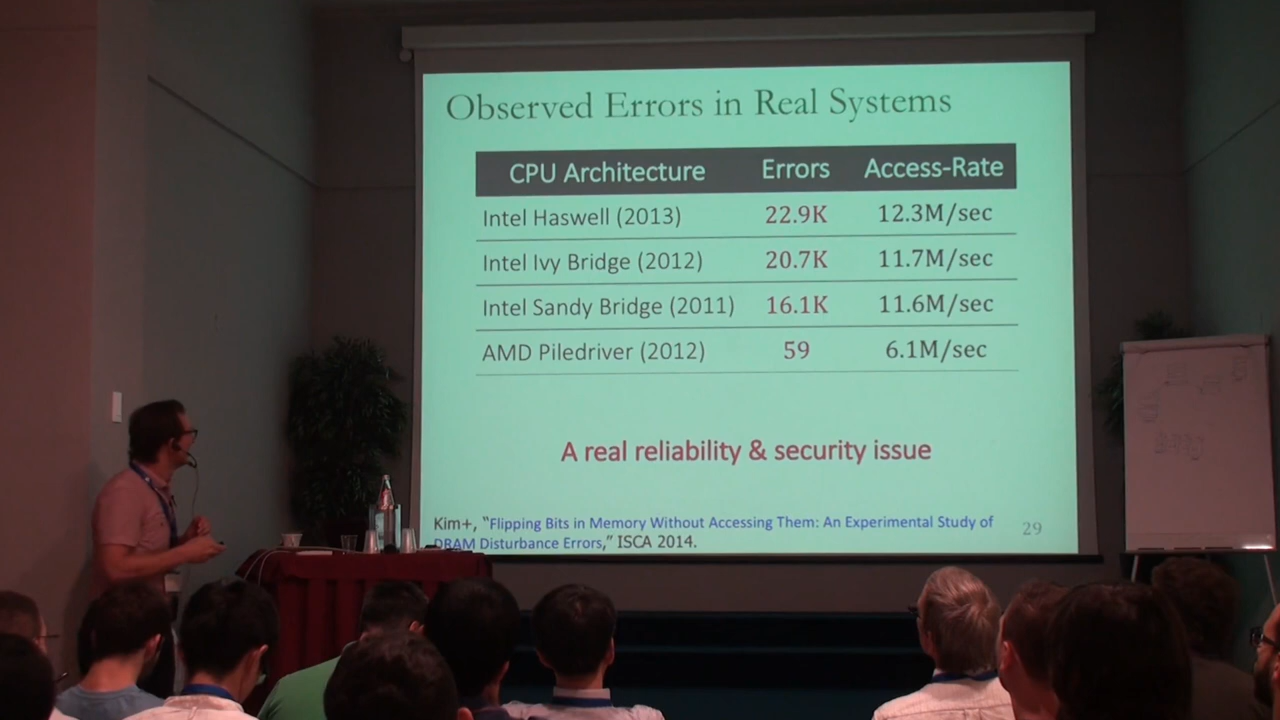 Observed Errors in Real Systems
CPU Architecture Errors Access-Rate
Intel Haswell (2013) 22.9K 12.3M/sec
Intel Ivy Bridge (2012) 20.7K 11.7M/sec
Intel Sandy Bridge (2011) 16.1K 11.6M/sec
AMD Piledriver (2012) 59 6.1M/sec
A real reliability & security issue
Kim+, “Flipping Bits in Memory Without Accessing Them: An Experimental Study of
DRAM Disturbance Errors,” ISCA 2014.
29